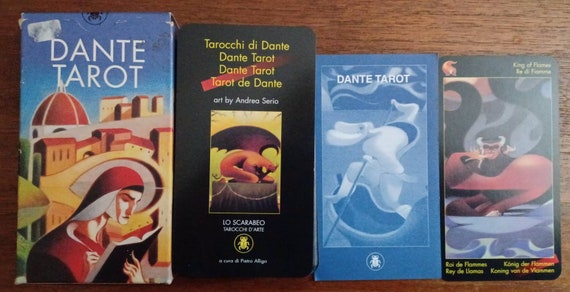 DANTE
TAROT
Tarocchi di Dante
Dante Tarot
Dante Tarot
Tarot de Dante
art by Andrea Serio
LO SCARABEO
TAROCCHI D'ARTE
a cura di Pietro Alligo
DANTE TAROT
King of Flames
Re di Fiamme
Roi de Flammes
Rey de Llamas
König der Flammen
Koning van de Vlammen